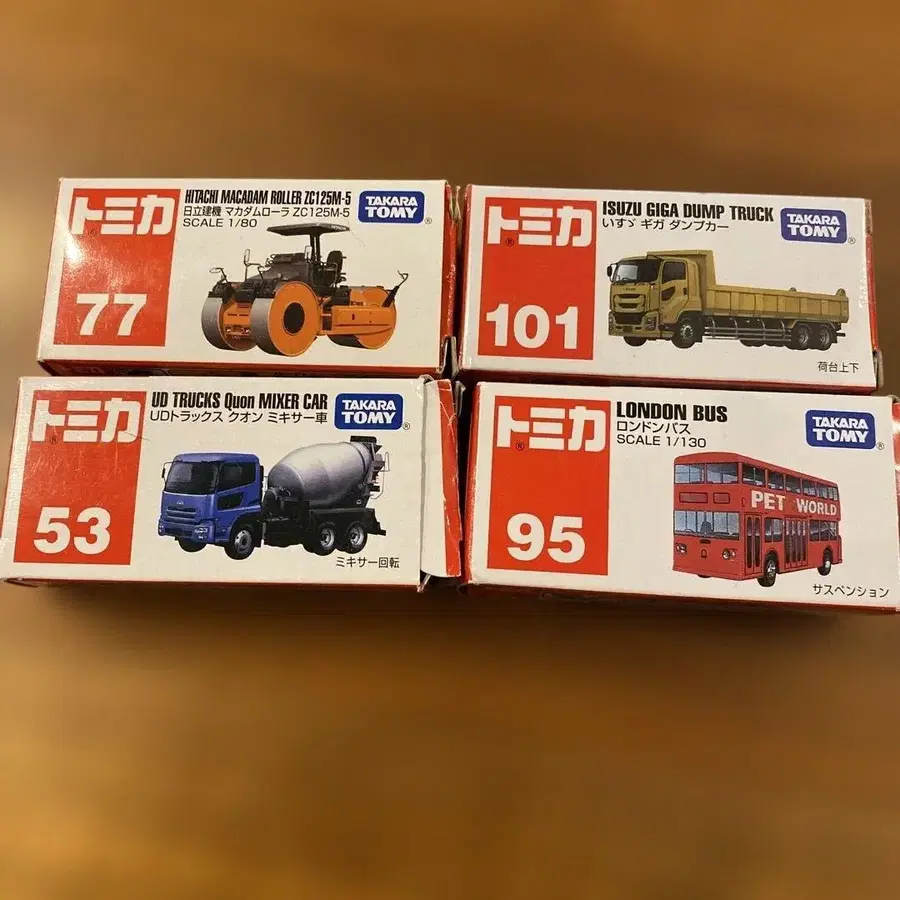 トミカ
77
HITACHI MACADAM ROLLER ZC125M-5
日立建機 マカダムローラ ZC125M-5
SCALE 1/80
TAKARA
TOMY
トミカ
101
ISUZU GIGA DUMP TRUCK
いすゞ ギガ ダンプカー
TAKARA
TOMY
荷台上下
トミカ
53
UD TRUCKS Quon MIXER CAR
UDトラックス クオン ミキサー車
TAKARA
TOMY
ミキサー回転
トミカ
95
LONDON BUS
ロンドンバス
SCALE 1/130
TAKARA
TOMY
PET WORLD
サスペンション